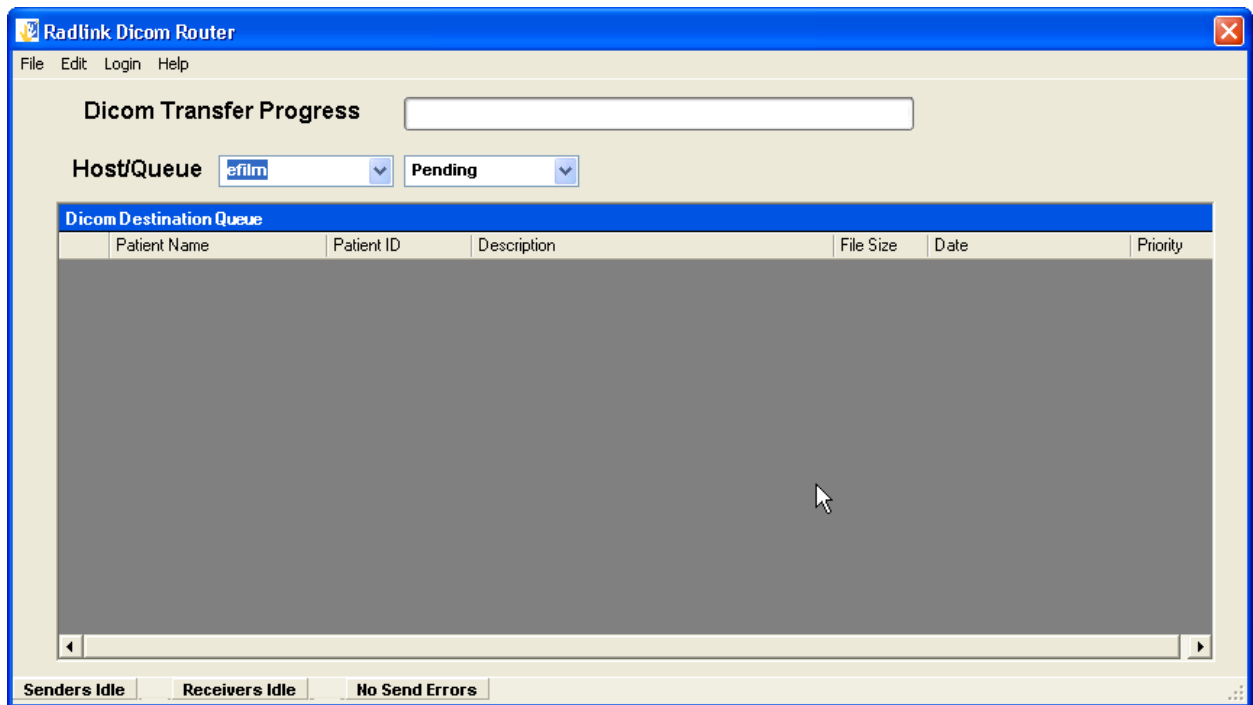 Radlink Dicom Router
File Edit Login Help
Dicom Transfer Progress
Host/Queue efilm Pending
Dicom Destination Queue
Patient Name Patient ID Description File Size Date Priority
Senders Idle Receivers Idle No Send Errors